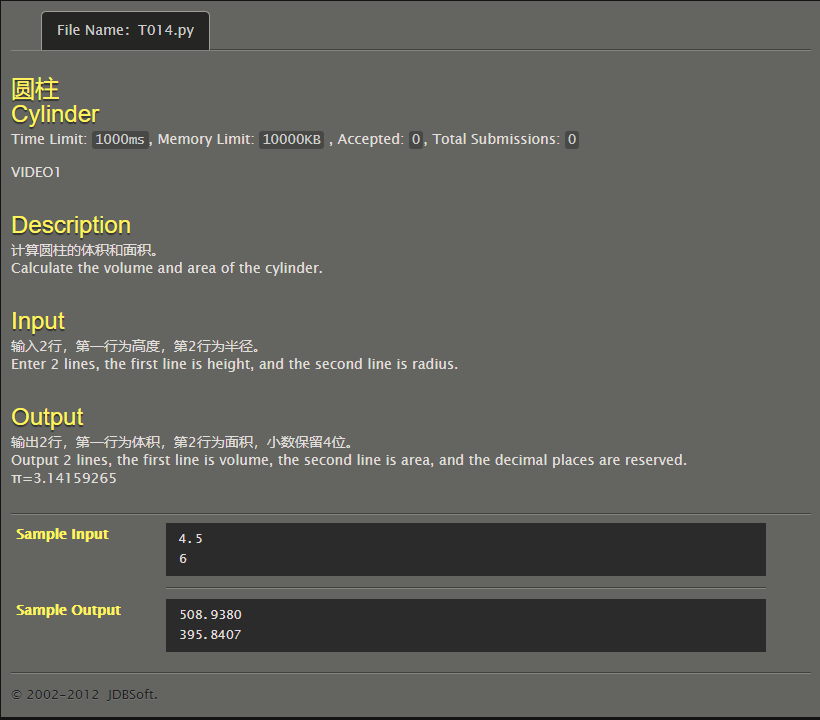 File Name: T014.py
圆柱
Cylinder
Time Limit: 1000ms, Memory Limit: 10000KB , Accepted: 0, Total Submissions: 0
VIDEO1
Description
计算圆柱的体积和面积。
Calculate the volume and area of the cylinder.
Input
输入2行，第一行为高度，第2行为半径。
Enter 2 lines, the first line is height, and the second line is radius.
Output
输出2行，第一行为体积，第2行为面积，小数保留4位。
Output 2 lines, the first line is volume, the second line is area, and the decimal places are reserved.
π=3.14159265
Sample Input
4.5
6
Sample Output
508.9380
395.8407
© 2002-2012 JDBSoft.